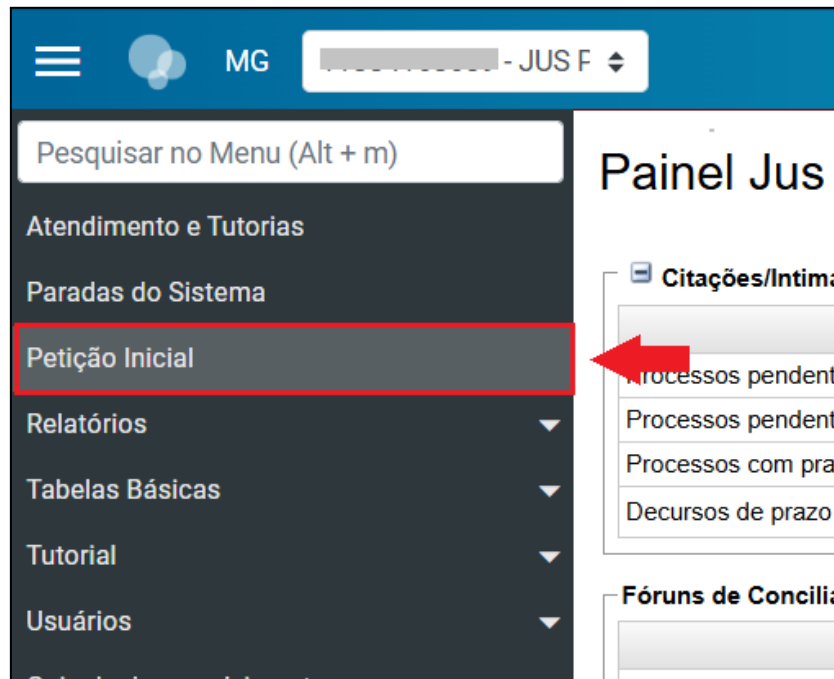 MG
- JUS P
Pesquisar no Menu (Alt + m)
Painel Jus
Atendimento e Tutorias
Paradas do Sistema
Petição Inicial
Relatórios
Tabelas Básicas
Tutorial
Usuários
Citações/Intima
Processos pendent
Processos pendent
Processos com pra
Decursos de prazo
Fóruns de Concilia